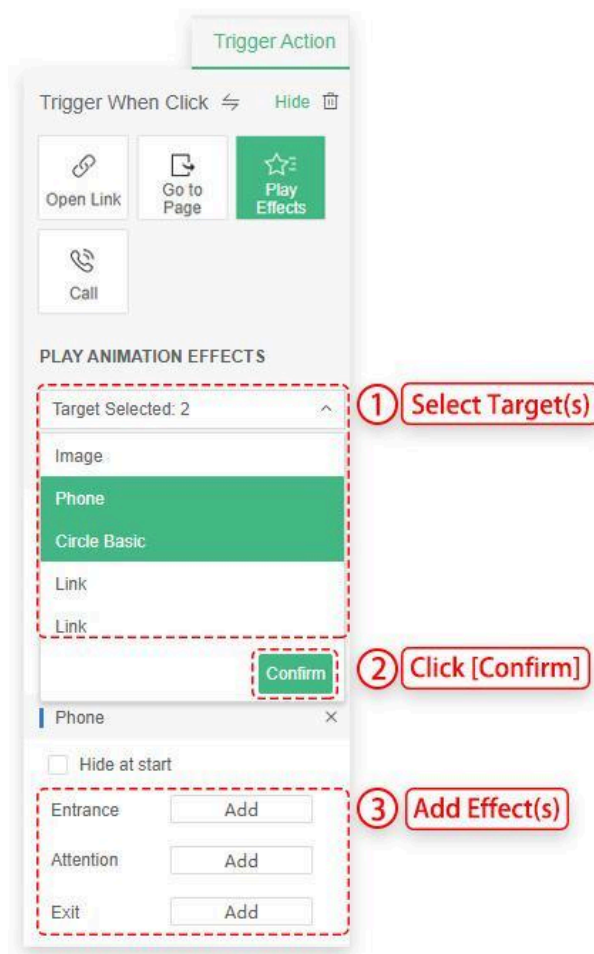 Trigger Action
Trigger When Click Hide
Open Link
Go to
Page
Play
Effects
Call
PLAY ANIMATION EFFECTS
Target Selected: 2
1 Select Target(s)
Image
Phone
Circle Basic
Link
Link
Confirm
2 Click [Confirm]
Phone
Hide at start
Entrance Add
3 Add Effect(s)
Attention Add
Exit Add